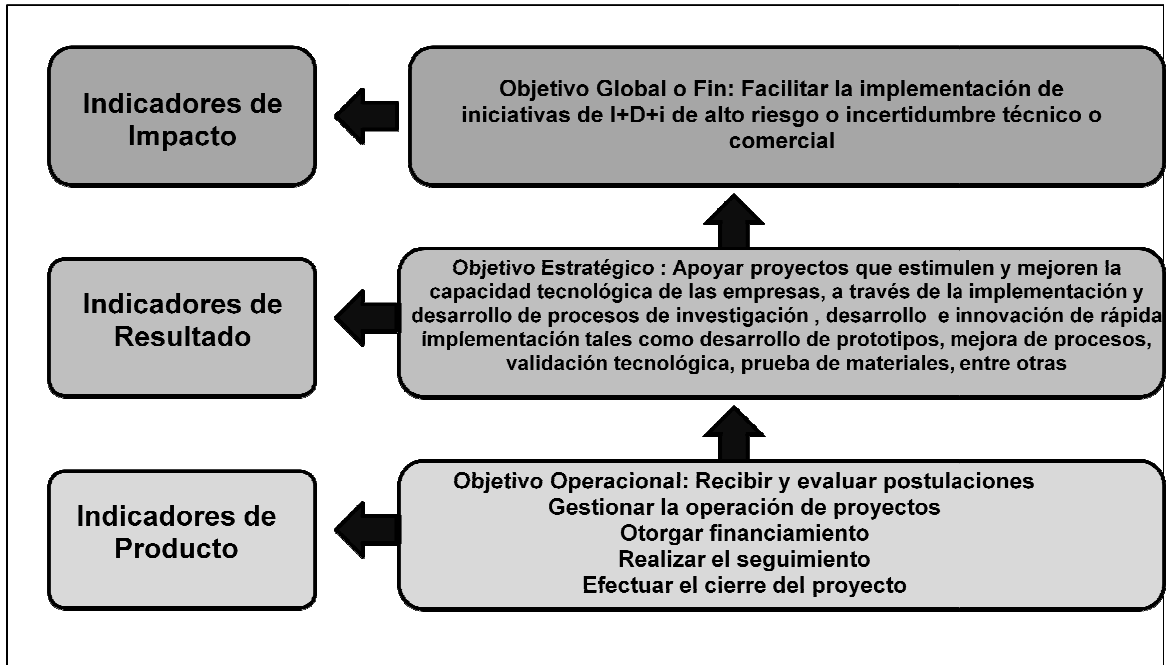 Indicadores de
Impacto
Objetivo Global o Fin: Facilitar la implementación de
iniciativas de I+D+i de alto riesgo o incertidumbre técnico o
comercial
Indicadores de
Resultado
Objetivo Estratégico : Apoyar proyectos que estimulen y mejoren la
capacidad tecnológica de las empresas, a través de la implementación y
desarrollo de procesos de investigación , desarrollo e innovación de rápida
implementación tales como desarrollo de prototipos, mejora de procesos,
validación tecnológica, prueba de materiales, entre otras
Indicadores de
Producto
Objetivo Operacional: Recibir y evaluar postulaciones
Gestionar la operación de proyectos
Otorgar financiamiento
Realizar el seguimiento
Efectuar el cierre del proyecto